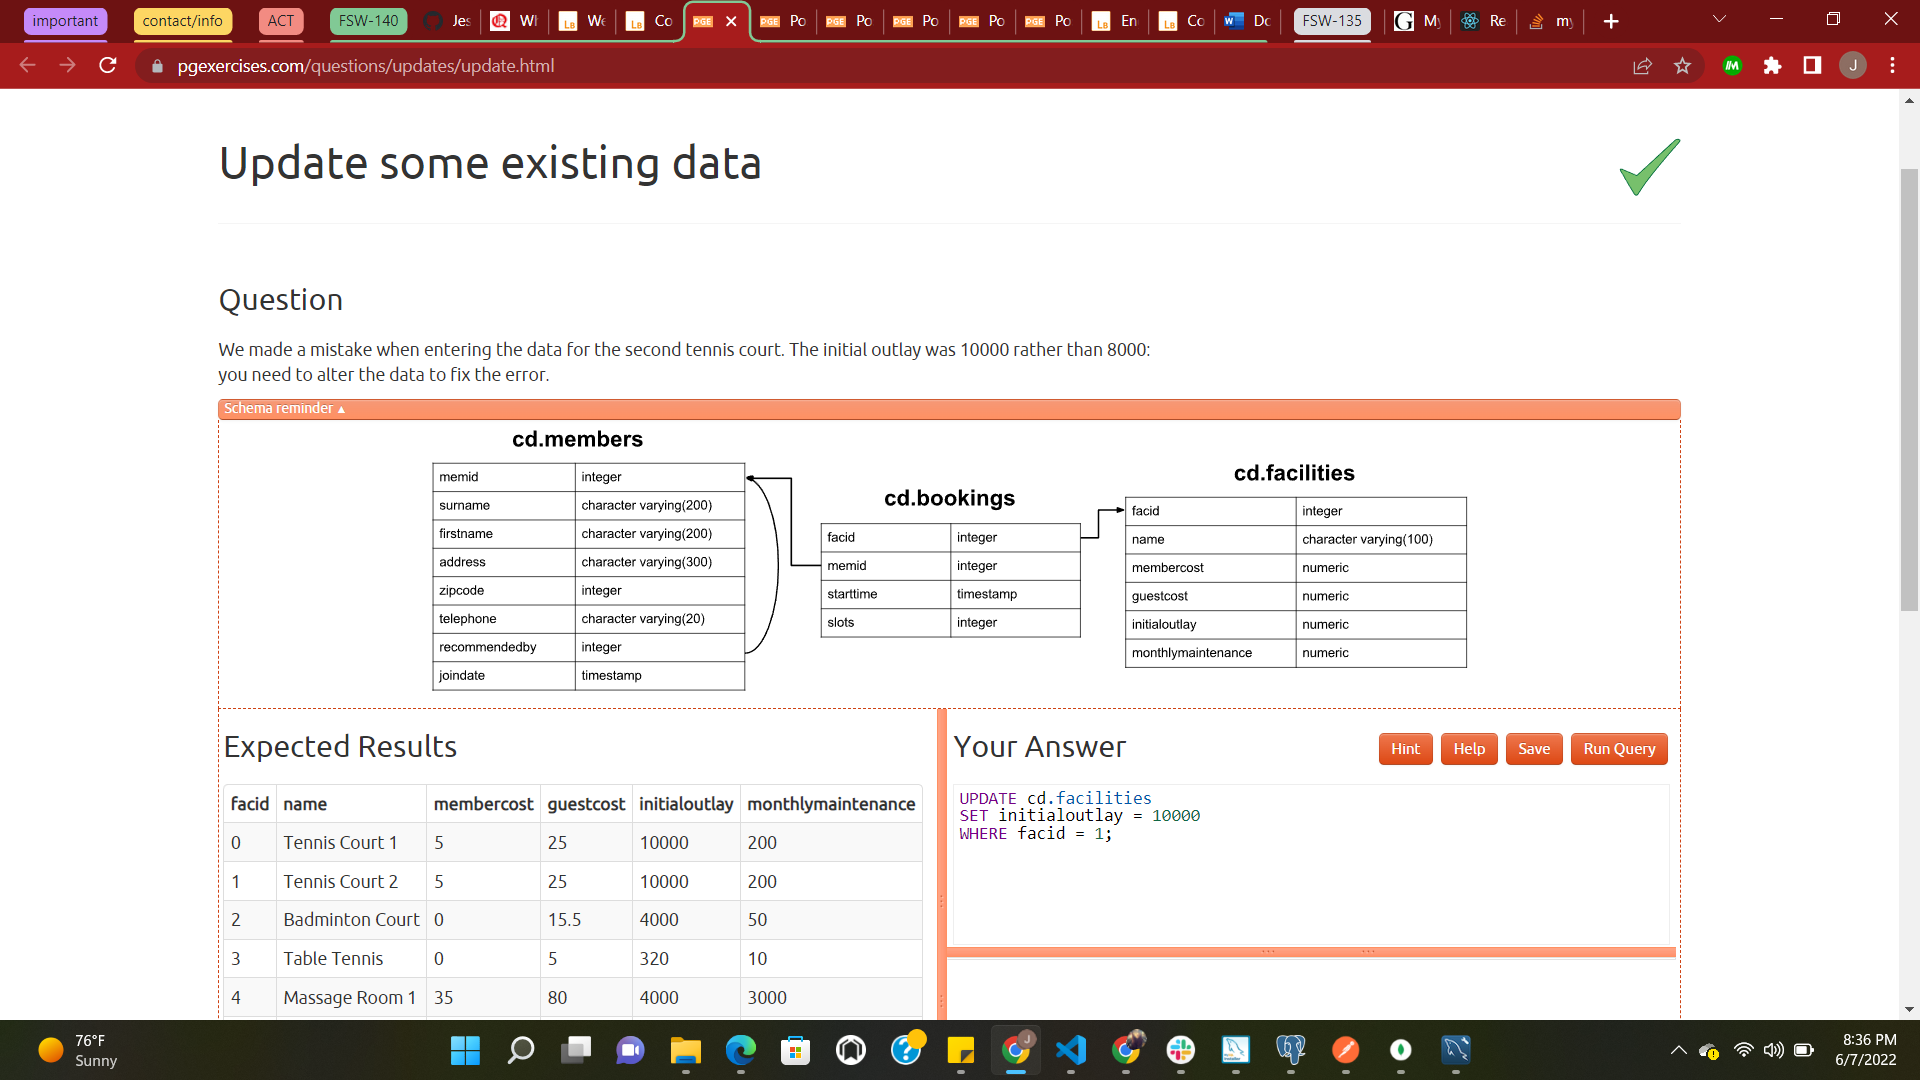 important
contact/info
ACT
FSW-140
Jes
Wh
We
Co
PGE
PGE Po
PGE Po
PGE Po
PGE Po
PGE Po
En
Co
Do
FSW-135
My
Re
my
pgexercises.com/questions/updates/update.html
J
Update some existing data
Question
We made a mistake when entering the data for the second tennis court. The initial outlay was 10000 rather than 8000:
you need to alter the data to fix the error.
Schema reminder ▴
cd.members
memid integer
surname character varying(200)
firstname character varying(200)
address character varying(300)
zipcode integer
telephone character varying(20)
recommendedby integer
joindate timestamp
cd.bookings
facid integer
memid integer
starttime timestamp
slots integer
cd.facilities
facid integer
name character varying(100)
membercost numeric
guestcost numeric
initialoutlay numeric
monthlymaintenance numeric
Expected Results
facid name membercost guestcost initialoutlay monthlymaintenance
0 Tennis Court 1 5 25 10000 200
1 Tennis Court 2 5 25 10000 200
2 Badminton Court 0 15.5 4000 50
3 Table Tennis 0 5 320 10
4 Massage Room 1 35 80 4000 3000
Your Answer
Hint
Help
Save
Run Query
UPDATE cd.facilities
SET initialoutlay = 10000
WHERE facid = 1;
76°F
Sunny
8:36 PM
6/7/2022